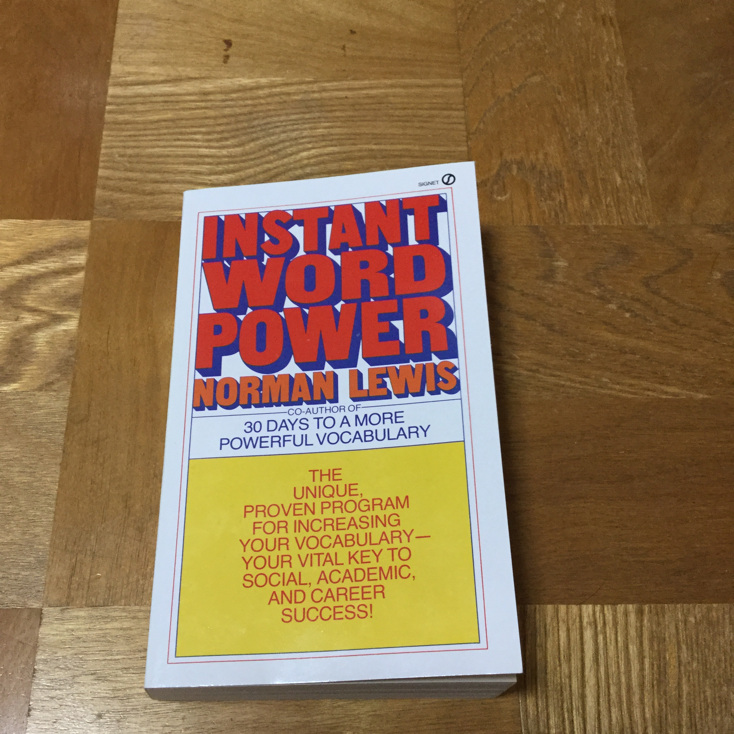 SIGNET
INSTANT
WORD
POWER
NORMAN LEWIS
CO-AUTHOR OF
30 DAYS TO A MORE
POWERFUL VOCABULARY
THE
UNIQUE,
PROVEN PROGRAM
FOR INCREASING
YOUR VOCABULARY—
YOUR VITAL KEY TO
SOCIAL, ACADEMIC,
AND CAREER
SUCCESS!